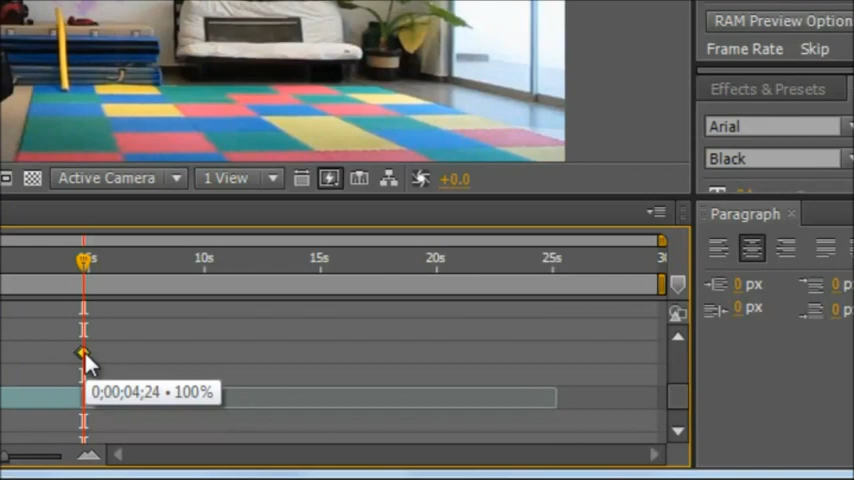 RAM Preview Option
Frame Rate Skip
Effects & Presets
Arial
Black
Active Camera
1 View
+0.0
Paragraph
10s
15s
20s
25s
0 px
0 px
0;00;04;24 • 100%